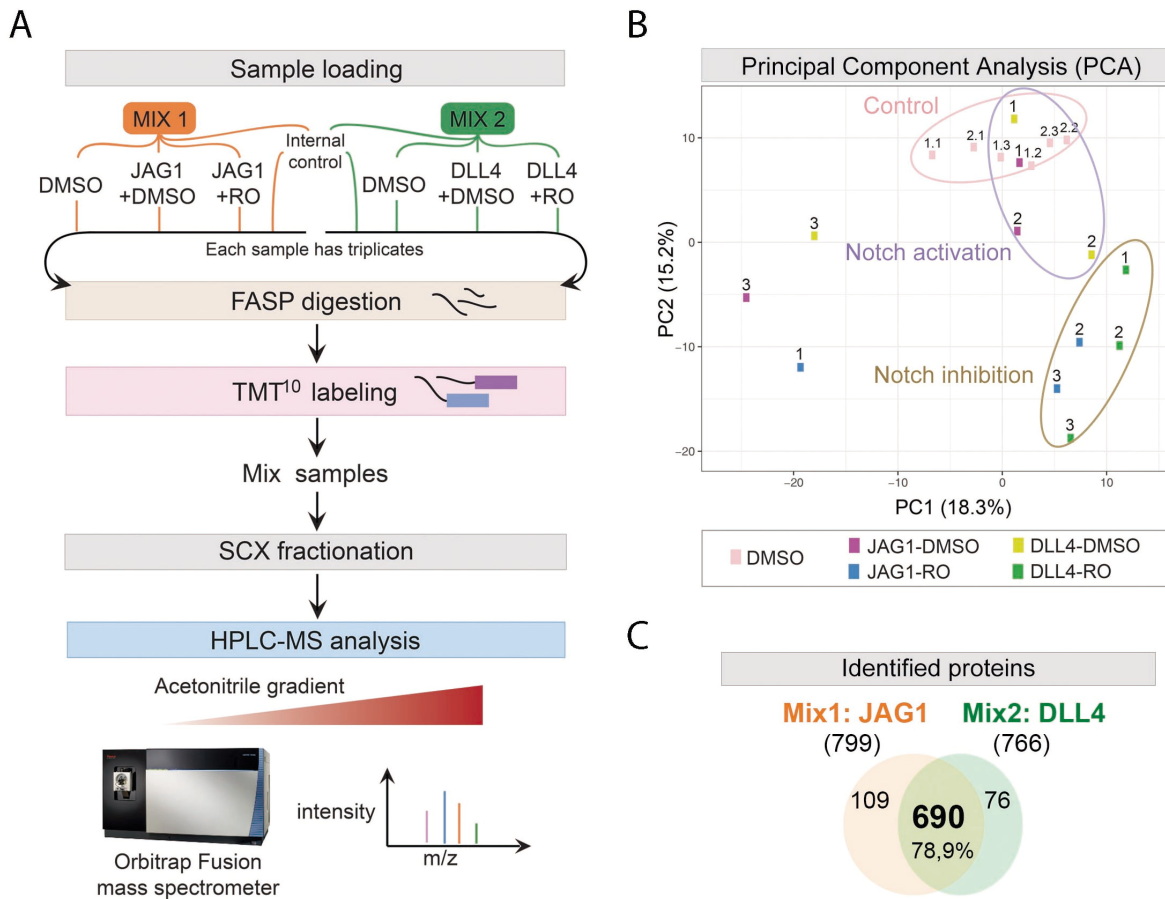 A
Sample loading
MIX 1
MIX 2
Internal
control
DMSO
JAG1
+DMSO
JAG1
+RO
DMSO
DLL4
+DMSO
DLL4
+RO
Each sample has triplicates
FASP digestion
TMT¹⁰ labeling
Mix samples
SCX fractionation
HPLC-MS analysis
Acetonitrile gradient
Orbitrap Fusion
mass spectrometer
intensity
m/z
B
Principal Component Analysis (PCA)
Control
1
1.1
2.1
1.3
1
1.2
2.3
2.2
3
2
Notch activation
2
1
3
1
2
2
Notch inhibition
3
3
10
0
−10
−20
PC2 (15.2%)
−20
−10
0
10
PC1 (18.3%)
DMSO
JAG1-DMSO
DLL4-DMSO
JAG1-RO
DLL4-RO
C
Identified proteins
Mix1: JAG1
Mix2: DLL4
(799)
(766)
109
690
76
78,9%